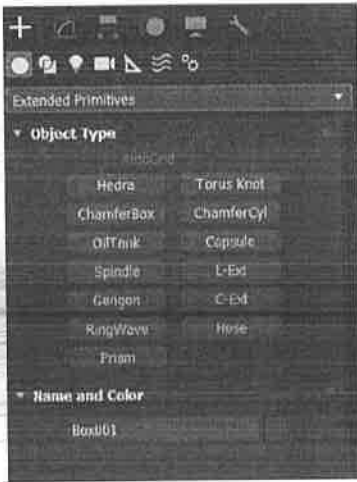 Extended Primitives
Object Type
AutoGrid
Hedra Torus Knot
ChamferBox ChamferCyl
OilTank Capsule
Spindle L-Ext
Gengon C-Ext
RingWave Hose
Prism
Name and Color
Box001